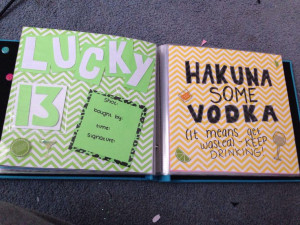 LUCKY
13
Shot
bought by:
time:
signature:
HAKUNA
SOME
VODKA
(it means get
wasted - KEEP
DRINKING!